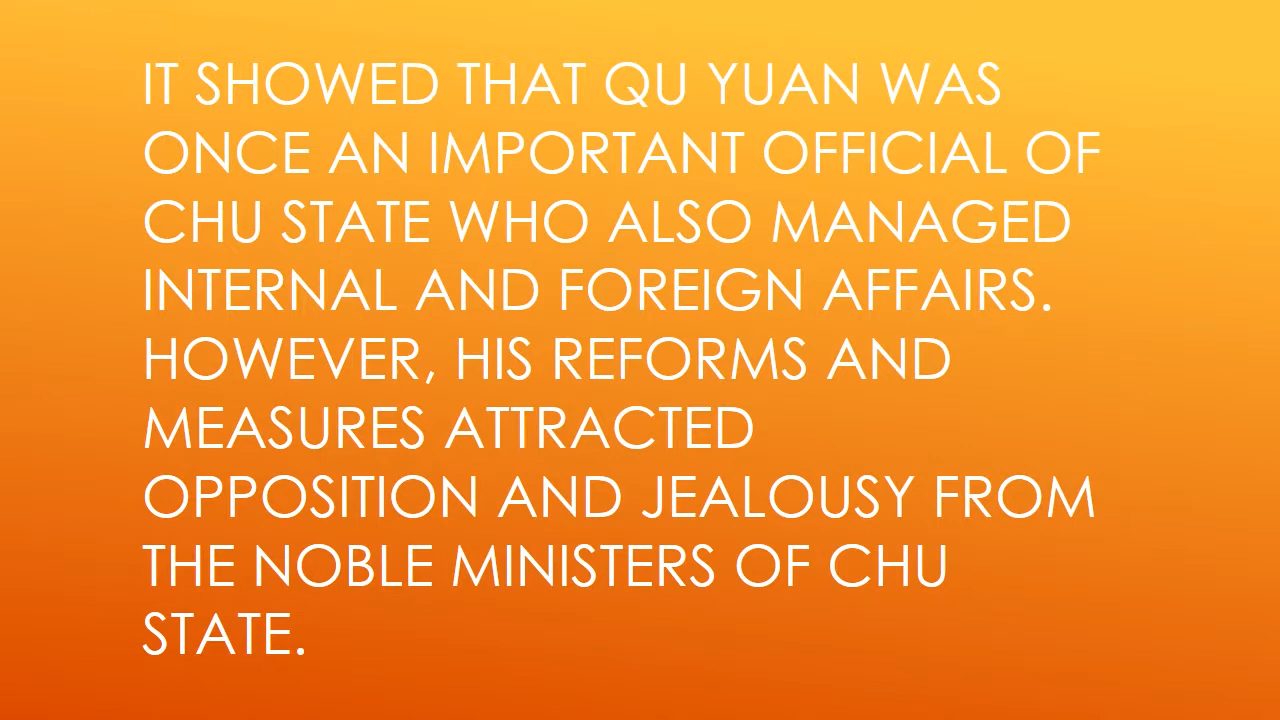 IT SHOWED THAT QU YUAN WAS
ONCE AN IMPORTANT OFFICIAL OF
CHU STATE WHO ALSO MANAGED
INTERNAL AND FOREIGN AFFAIRS.
HOWEVER, HIS REFORMS AND
MEASURES ATTRACTED
OPPOSITION AND JEALOUSY FROM
THE NOBLE MINISTERS OF CHU
STATE.